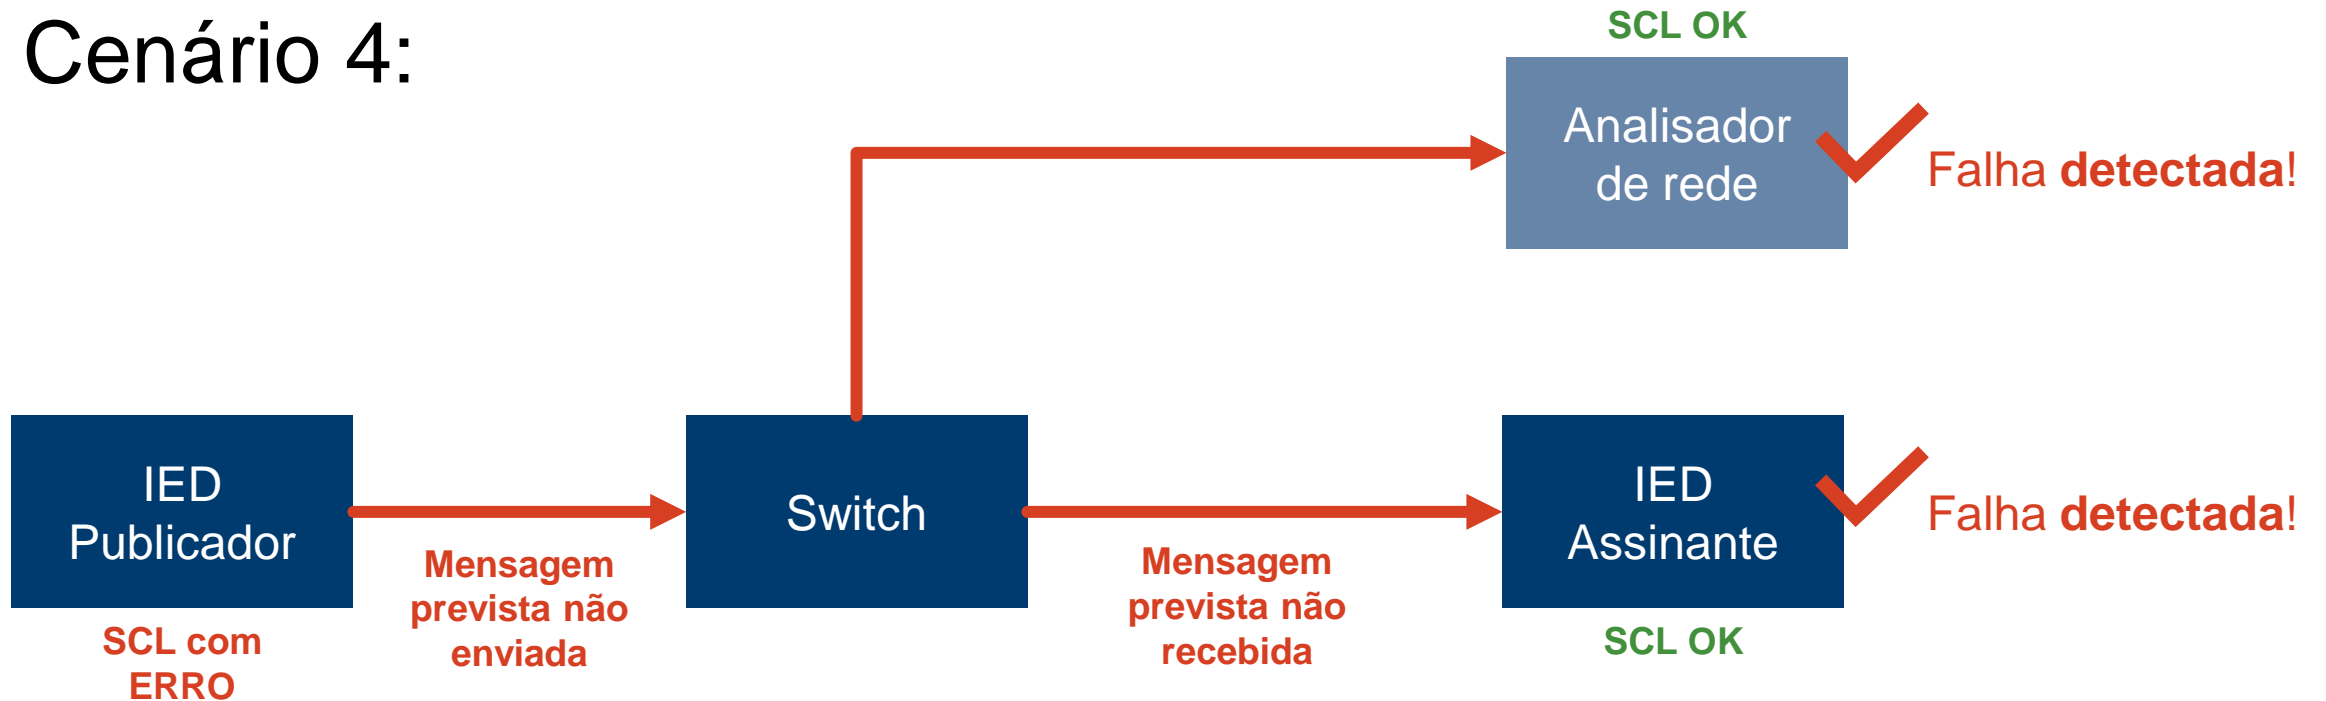 Cenário 4:
SCL OK
Analisador
de rede
Falha detectada!
IED
Publicador
SCL com
ERRO
Mensagem
prevista não
enviada
Switch
Mensagem
prevista não
recebida
IED
Assinante
SCL OK
Falha detectada!